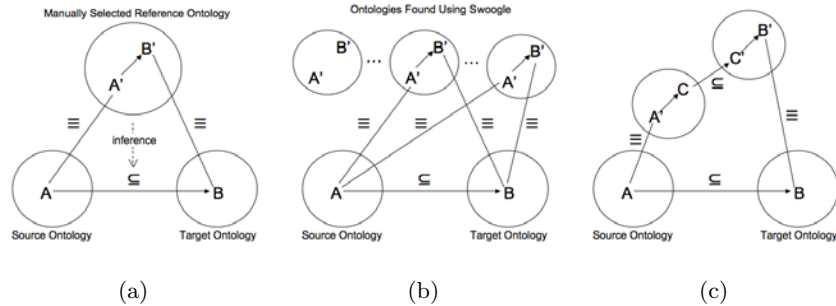 Manually Selected Reference Ontology
B'
A'
≡
≡
inference
⊆
A
B
Source Ontology
Target Ontology
(a)
Ontologies Found Using Swoogle
B'
A'
...
B'
A'
...
B'
A'
≡
≡
≡
≡
⊆
A
B
Source Ontology
Target Ontology
(b)
B'
C'
⊆
C
A'
≡
≡
⊆
A
B
Source Ontology
Target Ontology
(c)